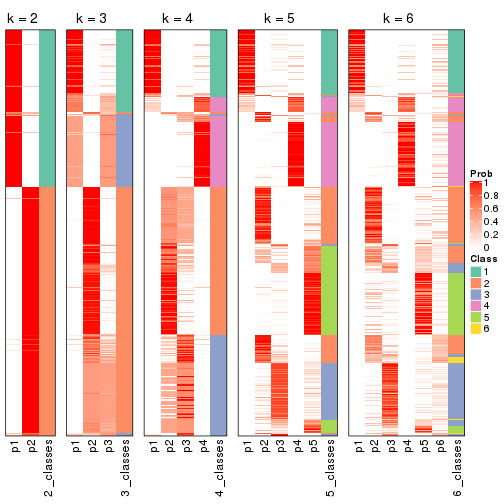 k = 2
k = 3
k = 4
k = 5
k = 6
Prob
1
0.8
0.6
0.4
0.2
0
Class
1
2
3
4
5
6
p1
p2
2_classes
p1
p2
p3
3_classes
p1
p2
p3
p4
4_classes
p1
p2
p3
p4
p5
5_classes
p1
p2
p3
p4
p5
p6
6_classes